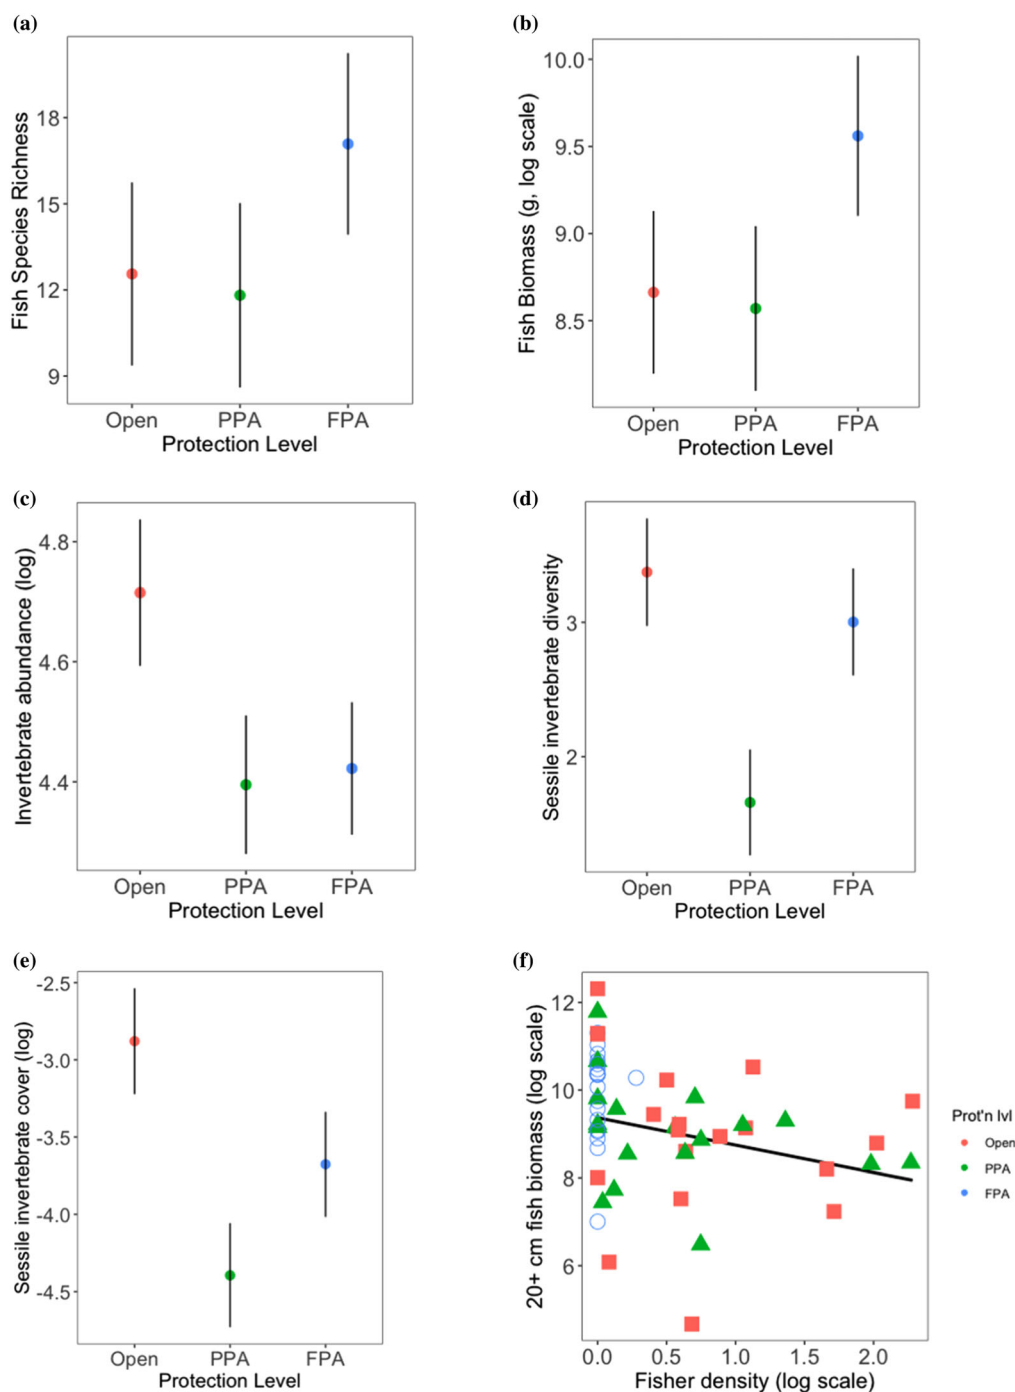 (a)
Fish Species Richness
18
15
12
9
Open PPA FPA
Protection Level
(b)
Fish Biomass (g, log scale)
10.0
9.5
9.0
8.5
Open PPA FPA
Protection Level
(c)
Invertebrate abundance (log)
4.8
4.6
4.4
Open PPA FPA
Protection Level
(d)
Sessile invertebrate diversity
3
2
Open PPA FPA
Protection Level
(e)
Sessile invertebrate cover (log)
-2.5
-3.0
-3.5
-4.0
-4.5
Open PPA FPA
Protection Level
(f)
20+ cm fish biomass (log scale)
12
10
8
6
0.0 0.5 1.0 1.5 2.0
Fisher density (log scale)
Prot'n lvl
Open
PPA
FPA